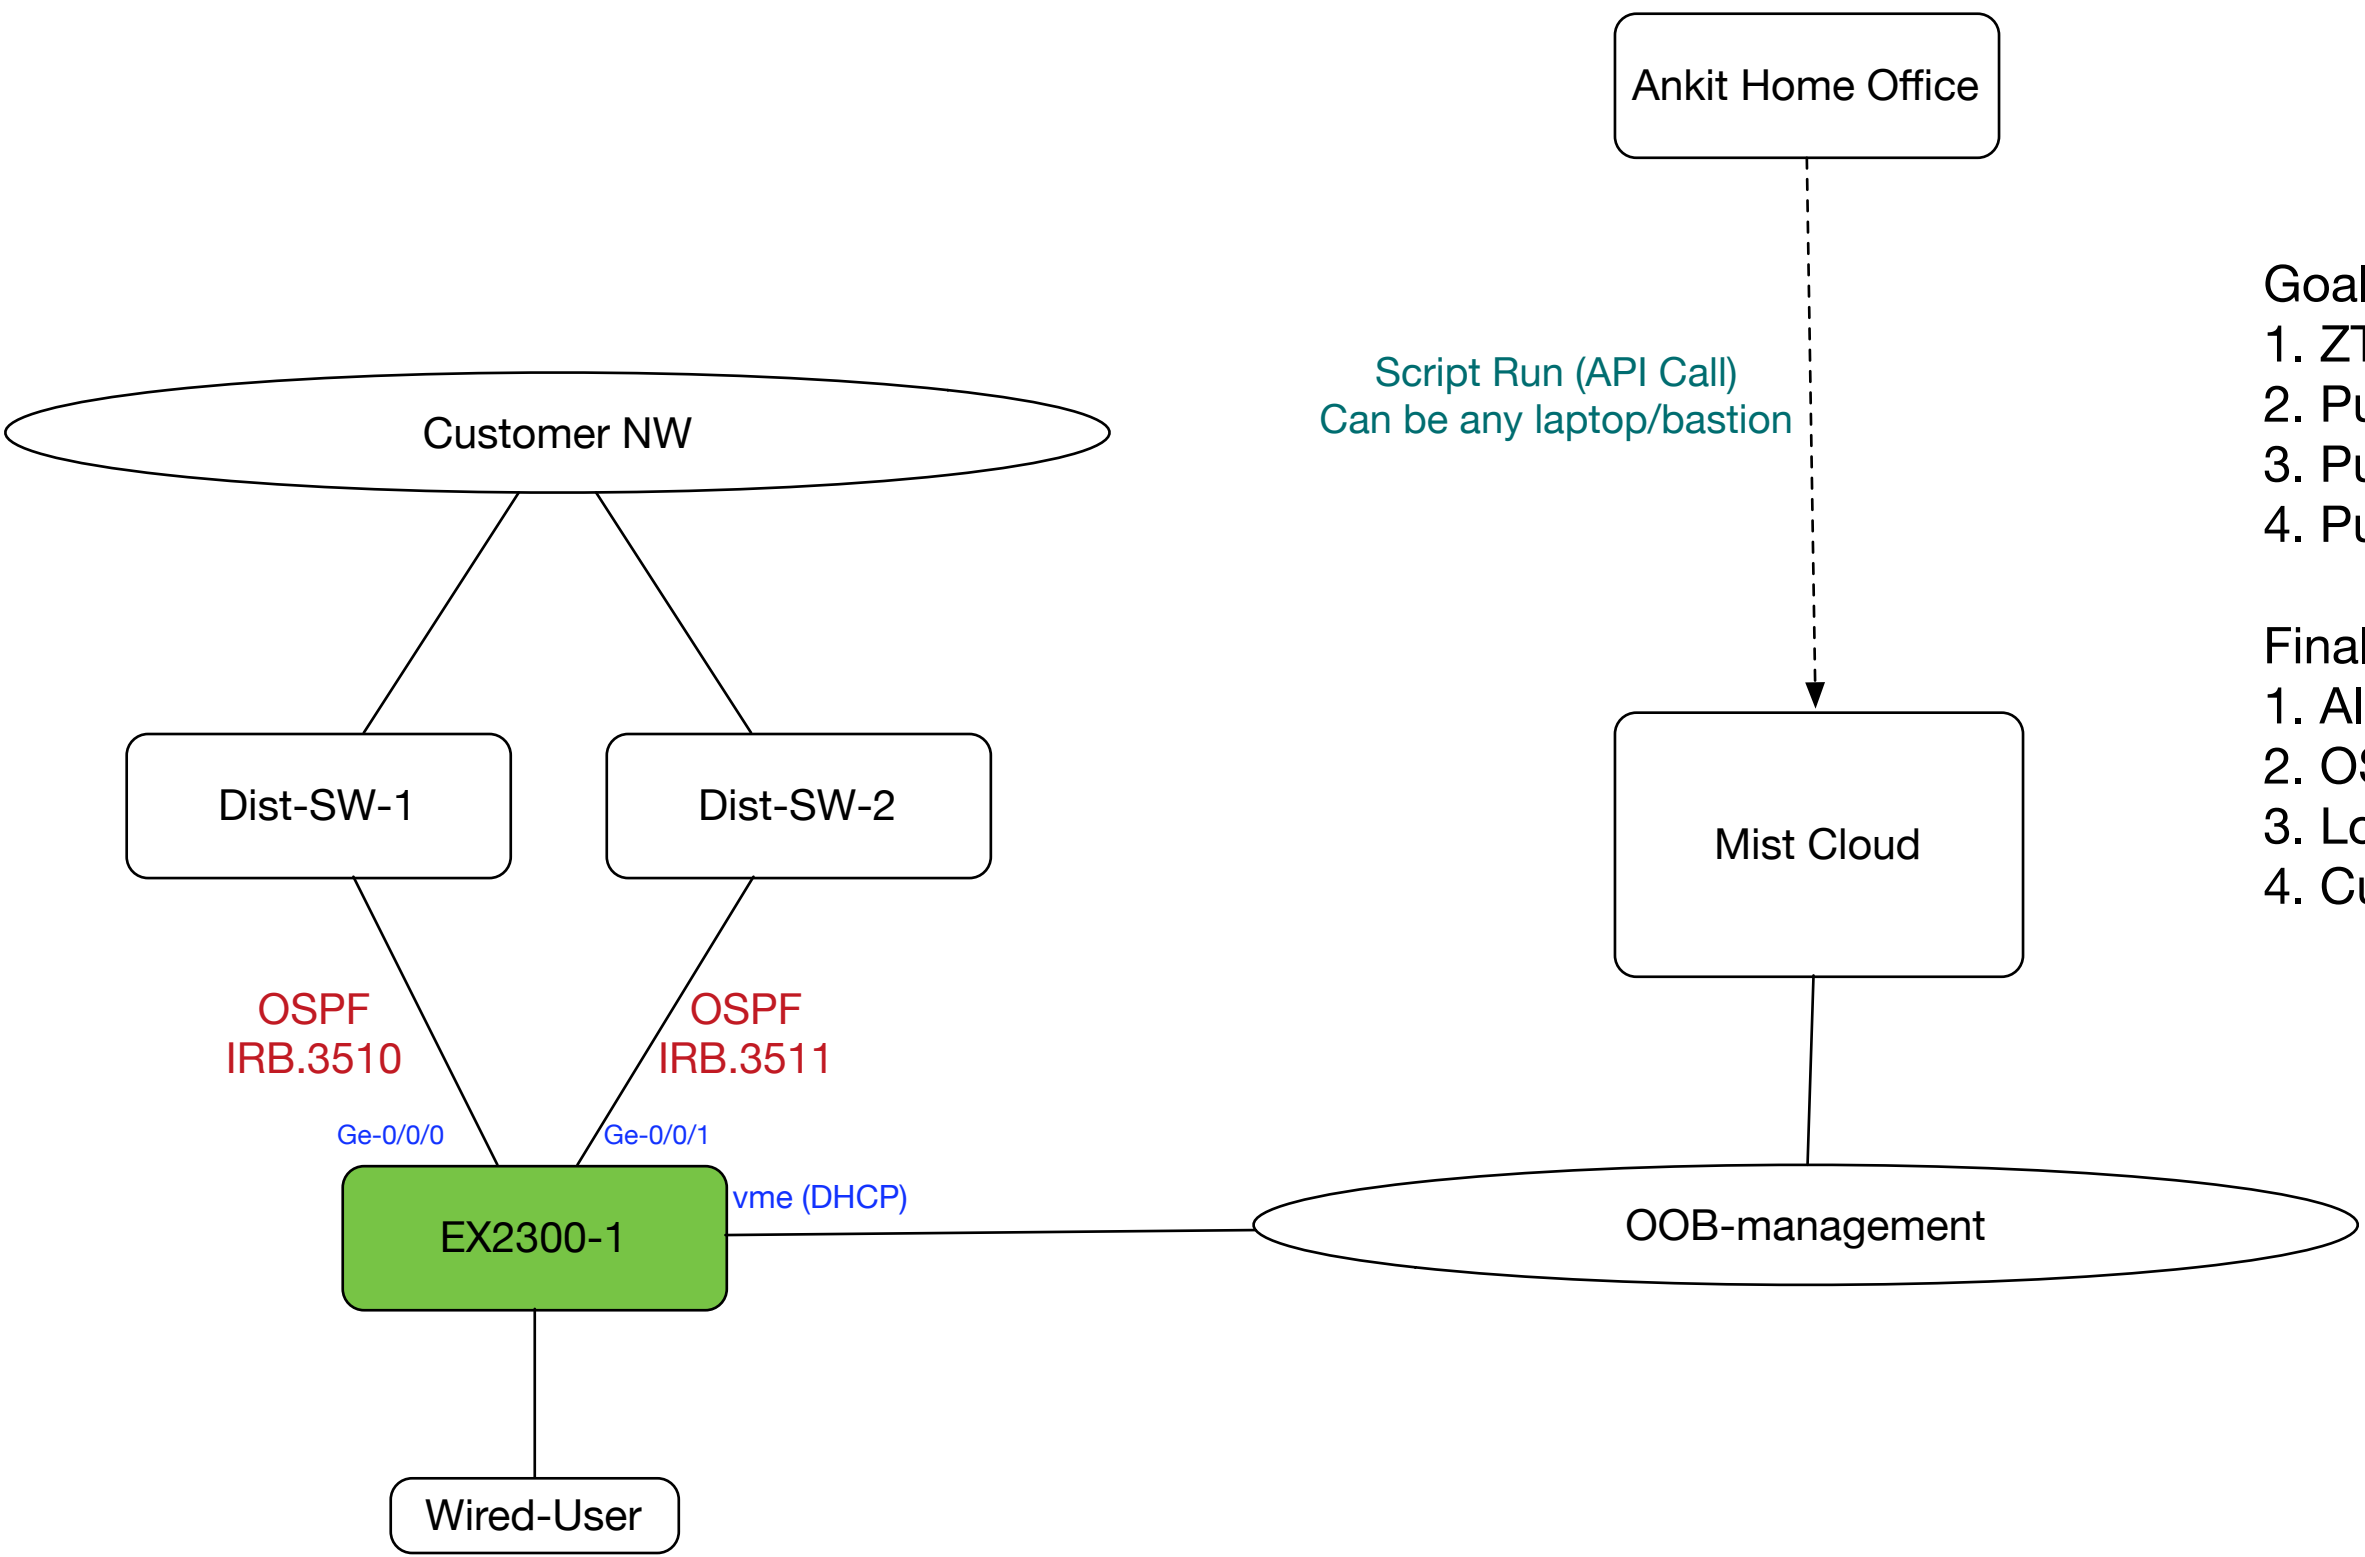 Ankit Home Office
Goal
1. ZT
2. Pu
3. Pu
4. Pu
Script Run (API Call)
Can be any laptop/bastion
Customer NW
Final
1. Al
2. OS
3. Lo
4. Cu
Dist-SW-1
Dist-SW-2
Mist Cloud
OSPF
IRB.3510
OSPF
IRB.3511
Ge-0/0/0
Ge-0/0/1
vme (DHCP)
EX2300-1
OOB-management
Wired-User